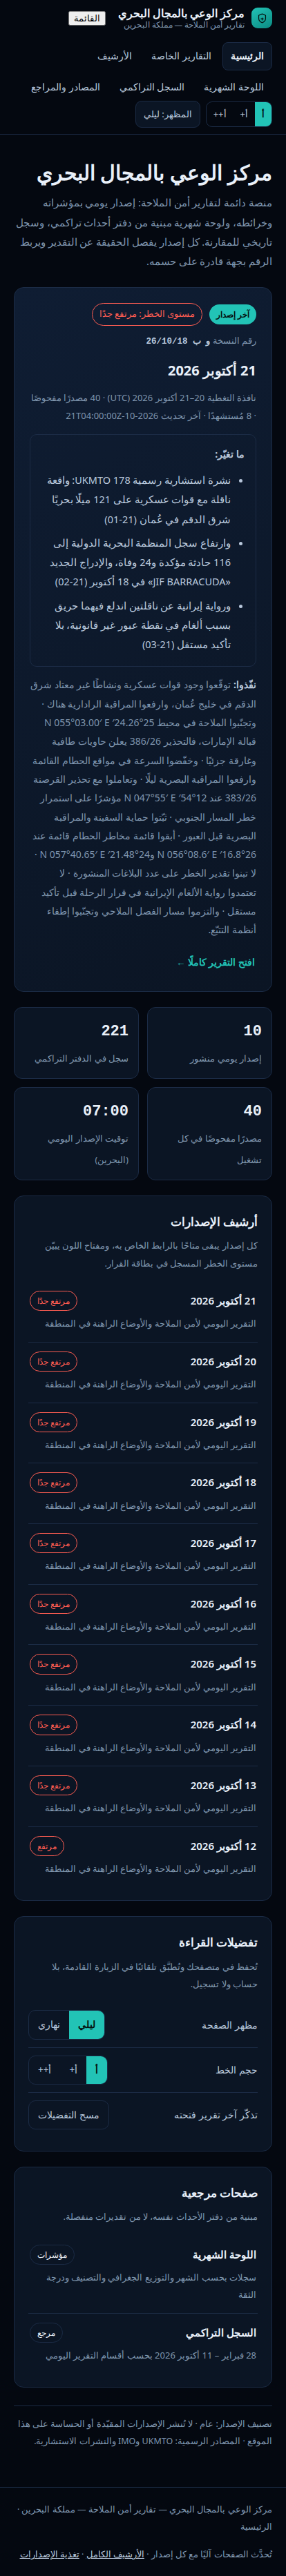 مركز الوعي بالمجال البحري
تقارير أمن الملاحة — مملكة البحرين
القائمة
الرئيسية
التقارير الخاصة
الأرشيف
اللوحة الشهرية
السجل التراكمي
المصادر والمراجع
أ
أ+
أ++
المظهر: ليلي
مركز الوعي بالمجال البحري
منصة دائمة لتقارير أمن الملاحة: إصدار يومي بمؤشراته
وخرائطه، ولوحة شهرية مبنية من دفتر أحداث تراكمي، وسجل
تاريخي للمقارنة. كل إصدار يفصل الحقيقة عن التقدير ويربط
الرقم بجهة قادرة على حسمه.
آخر إصدار
مستوى الخطر: مرتفع جدًا
رقم النسخة و ب 26/10/18
21 أكتوبر 2026
نافذة التغطية 20–21 أكتوبر 2026 (UTC) · 40 مصدرًا مفحوصًا
· 8 مُستشهدًا · آخر تحديث 2026-10-21T04:00:00Z
ما تغيّر:
نشرة استشارية رسمية UKMTO 178: واقعة
ناقلة مع قوات عسكرية على 121 ميلًا بحريًا
شرق الدقم في عُمان (21-01)
وارتفاع سجل المنظمة البحرية الدولية إلى
116 حادثة مؤكدة و24 وفاة، والإدراج الجديد
«JIF BARRACUDA» في 18 أكتوبر (21-02)
ورواية إيرانية عن ناقلتين اندلع فيهما حريق
بسبب ألغام في نقطة عبور غير قانونية، بلا
تأكيد مستقل (21-03)
نفّذوا: توقّعوا وجود قوات عسكرية ونشاطًا غير معتاد شرق
الدقم في خليج عُمان، وارفعوا المراقبة الرادارية هناك ·
وتجنبّوا الملاحة في محيط 25°24.26′ N 055°03.00′ E
قبالة الإمارات، فالتحذير 386/26 يعلن حاويات طافية
وغارقة جزئيًا · وخفّضوا السرعة في مواقع الحطام القائمة
وارفعوا المراقبة البصرية ليلًا · وتعاملوا مع تحذير القرصنة
383/26 عند 12°54′ N 047°55′ E مؤشرًا على استمرار
خطر المسار الجنوبي · ثبّتوا حماية السفينة والمراقبة
البصرية قبل العبور · أبقوا قائمة مخاطر الحطام قائمة عند
26°16.8′ N 056°08.6′ E و24°21.48′ N 057°40.65′ E ·
لا تبنوا تقدير الخطر على عدد البلاغات المنشورة · لا
تعتمدوا رواية الألغام الإيرانية في قرار الرحلة قبل تأكيد
مستقل · والتزموا مسار الفصل الملاحي وتجنبّوا إطفاء
أنظمة التتبّع.
افتح التقرير كاملًا ←
10
إصدار يومي منشور
221
سجل في الدفتر التراكمي
40
مصدرًا مفحوصًا في كل
تشغيل
07:00
توقيت الإصدار اليومي
(البحرين)
أرشيف الإصدارات
كل إصدار يبقى متاحًا بالرابط الخاص به، ومفتاح اللون يبيّن
مستوى الخطر المسجل في بطاقة القرار.
21 أكتوبر 2026
مرتفع جدًا
التقرير اليومي لأمن الملاحة والأوضاع الراهنة في المنطقة
20 أكتوبر 2026
مرتفع جدًا
التقرير اليومي لأمن الملاحة والأوضاع الراهنة في المنطقة
19 أكتوبر 2026
مرتفع جدًا
التقرير اليومي لأمن الملاحة والأوضاع الراهنة في المنطقة
18 أكتوبر 2026
مرتفع جدًا
التقرير اليومي لأمن الملاحة والأوضاع الراهنة في المنطقة
17 أكتوبر 2026
مرتفع جدًا
التقرير اليومي لأمن الملاحة والأوضاع الراهنة في المنطقة
16 أكتوبر 2026
مرتفع جدًا
التقرير اليومي لأمن الملاحة والأوضاع الراهنة في المنطقة
15 أكتوبر 2026
مرتفع جدًا
التقرير اليومي لأمن الملاحة والأوضاع الراهنة في المنطقة
14 أكتوبر 2026
مرتفع جدًا
التقرير اليومي لأمن الملاحة والأوضاع الراهنة في المنطقة
13 أكتوبر 2026
مرتفع جدًا
التقرير اليومي لأمن الملاحة والأوضاع الراهنة في المنطقة
12 أكتوبر 2026
مرتفع
التقرير اليومي لأمن الملاحة والأوضاع الراهنة في المنطقة
تفضيلات القراءة
تُحفظ في متصفحك وتُطبَّق تلقائيًا في الزيارة القادمة، بلا
حساب ولا تسجيل.
مظهر الصفحة
ليلي
نهاري
حجم الخط
أ
أ+
أ++
تذكّر آخر تقرير فتحته
مسح التفضيلات
صفحات مرجعية
مبنية من دفتر الأحداث نفسه، لا من تقديرات منفصلة.
اللوحة الشهرية
مؤشرات
سجلات بحسب الشهر والتوزيع الجغرافي والتصنيف ودرجة
الثقة
السجل التراكمي
مرجع
28 فبراير – 11 أكتوبر 2026 بحسب أقسام التقرير اليومي
تصنيف الإصدار: عام · لا تُنشر الإصدارات المقيّدة أو الحساسة على هذا
الموقع · المصادر الرسمية: UKMTO وIMO والنشرات الاستشارية.
مركز الوعي بالمجال البحري — تقارير أمن الملاحة — مملكة البحرين ·
الرئيسية
تُحدَّث الصفحات آليًا مع كل إصدار · الأرشيف الكامل · تغذية الإصدارات